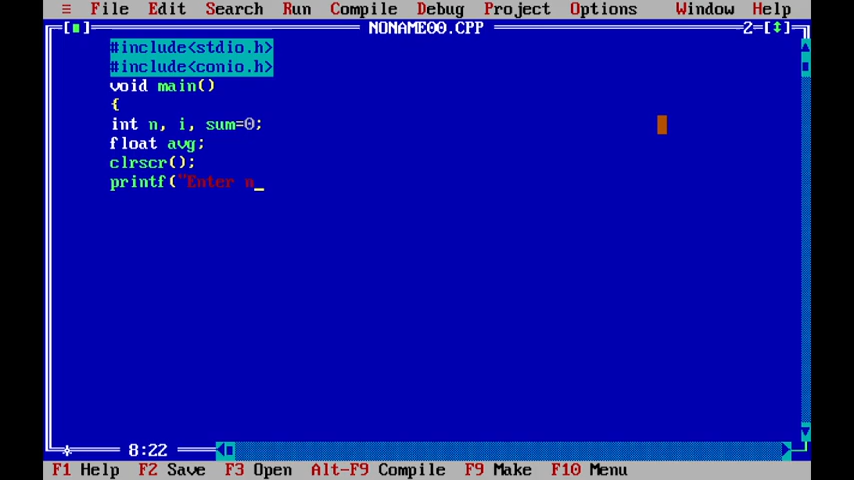 ≡ File Edit Search Run Compile Debug Project Options Window Help
[■] NONAME00.CPP 2=[↕]
#include<stdio.h>
#include<conio.h>
void main()
{
int n, i, sum=0;
float avg;
clrscr();
printf("Enter n_
* 8:22
F1 Help F2 Save F3 Open Alt-F9 Compile F9 Make F10 Menu